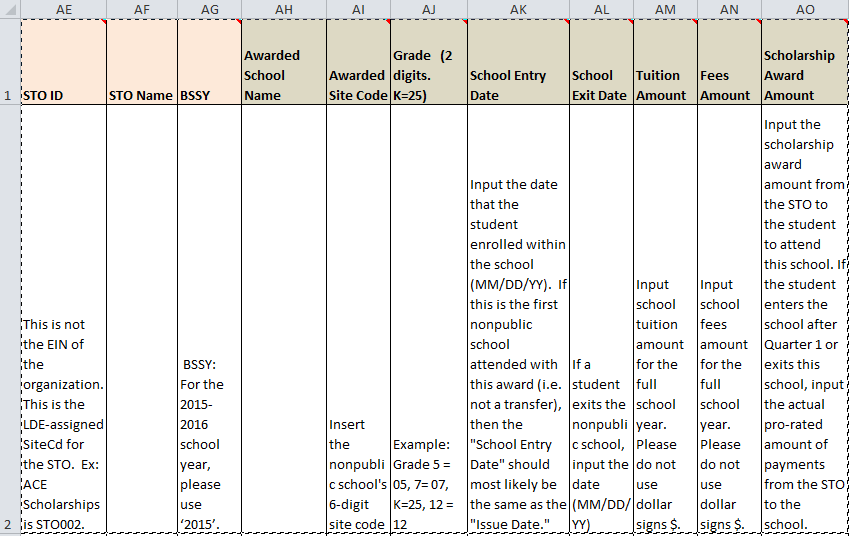 AE AF AG AH AI AJ AK AL AM AN AO
1
STO ID
STO Name
BSSY
Awarded
School
Name
Awarded
Site Code
Grade (2
digits.
K=25)
School Entry
Date
School
Exit Date
Tuition
Amount
Fees
Amount
Scholarship
Award
Amount
2
This is not
the EIN of
the
organization.
This is the
LDE-assigned
SiteCd for
the STO. Ex:
ACE
Scholarships
is STO002.
BSSY:
For the
2015-
2016
school
year,
please
use
‘2015’.
Insert
the
nonpubli
c school's
6-digit
site code
Example:
Grade 5 =
05, 7= 07,
K=25, 12 =
12
Input the date
that the
student
enrolled within
the school
(MM/DD/YY). If
this is the first
nonpublic
school
attended with
this award (i.e.
not a transfer),
then the
"School Entry
Date" should
most likely be
the same as the
"Issue Date."
If a
student
exits the
nonpubli
c school,
input the
date
(MM/DD/
YY)
Input
school
tuition
amount
for the
full
school
year.
Please
do not
use
dollar
signs $.
Input
school
fees
amount
for the
full
school
year.
Please
do not
use
dollar
signs $.
Input the
scholarship
award
amount from
the STO to
the student
to attend
this school. If
the student
enters the
school after
Quarter 1 or
exits this
school, input
the actual
pro-rated
amount of
payments
from the STO
to the
school.